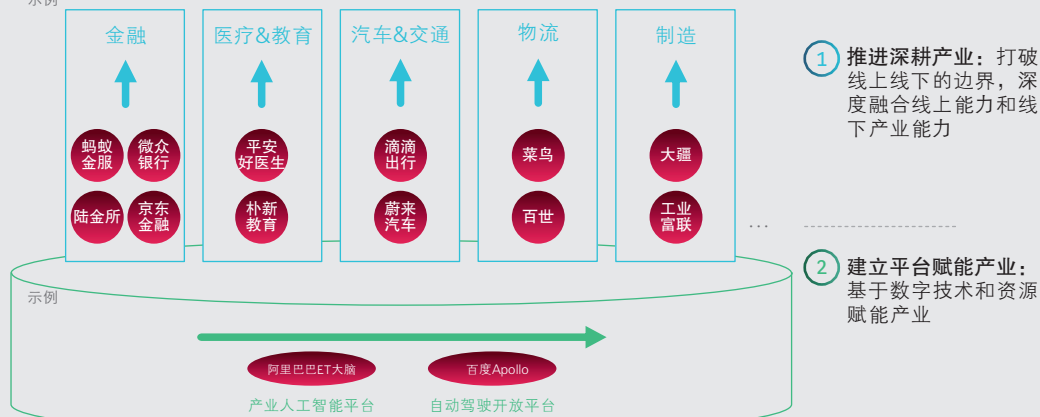 示例
金融
医疗&教育
汽车&交通
物流
制造
蚂蚁
金服
微众
银行
平安
好医生
滴滴
出行
菜鸟
大疆
陆金所
京东
金融
朴新
教育
蔚来
汽车
百世
工业
富联
...
1
推进深耕产业：打破
线上线下的边界，深
度融合线上能力和线
下产业能力
2
建立平台赋能产业：
基于数字技术和资源
赋能产业
示例
阿里巴巴ET大脑
百度Apollo
产业人工智能平台
自动驾驶开放平台